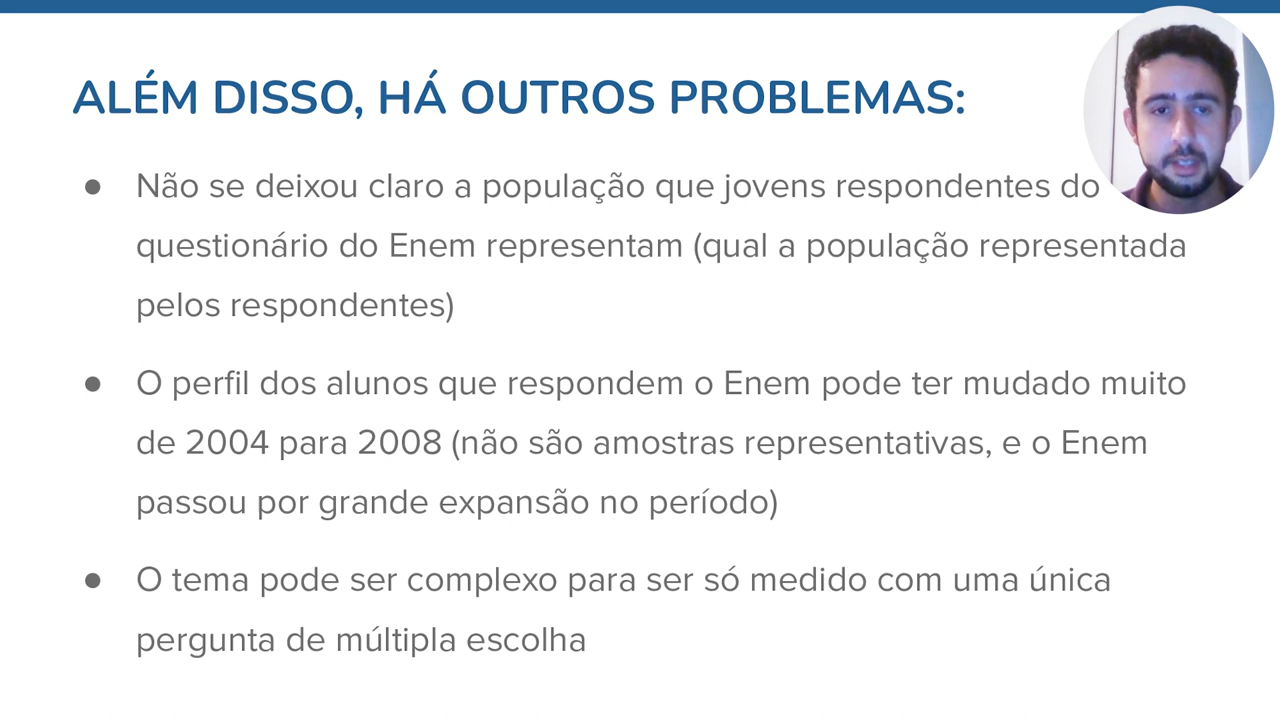 ALÉM DISSO, HÁ OUTROS PROBLEMAS:
● Não se deixou claro a população que jovens respondentes do
questionário do Enem representam (qual a população representada
pelos respondentes)
● O perfil dos alunos que respondem o Enem pode ter mudado muito
de 2004 para 2008 (não são amostras representativas, e o Enem
passou por grande expansão no período)
● O tema pode ser complexo para ser só medido com uma única
pergunta de múltipla escolha